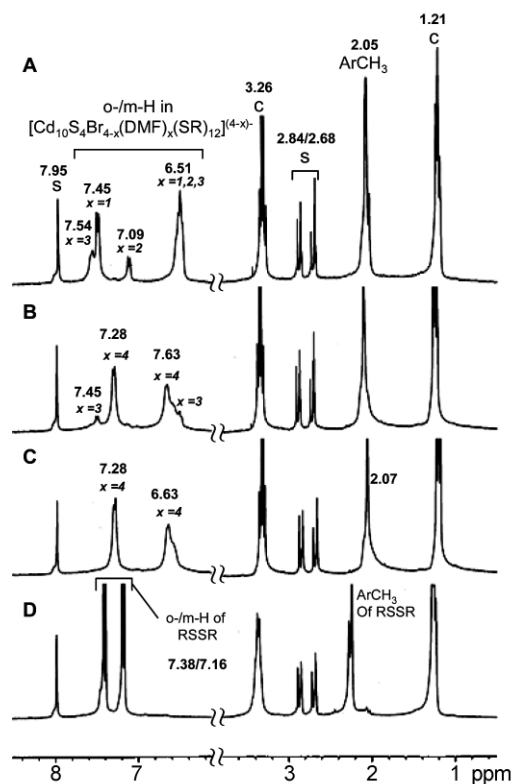 A
o-/m-H in
[Cd10S4Br4-x(DMF)x(SR)12](4-x)-
7.95
S
7.54
x =3
7.45
x =1
7.09
x =2
6.51
x =1,2,3
3.26
C
2.84/2.68
S
2.05
ArCH3
1.21
C
B
7.45
x =3
7.28
x =4
7.63
x =4
x =3
C
7.28
x =4
6.63
x =4
2.07
D
o-/m-H of
RSSR
7.38/7.16
ArCH3
Of RSSR
8 7 3 2 1 ppm